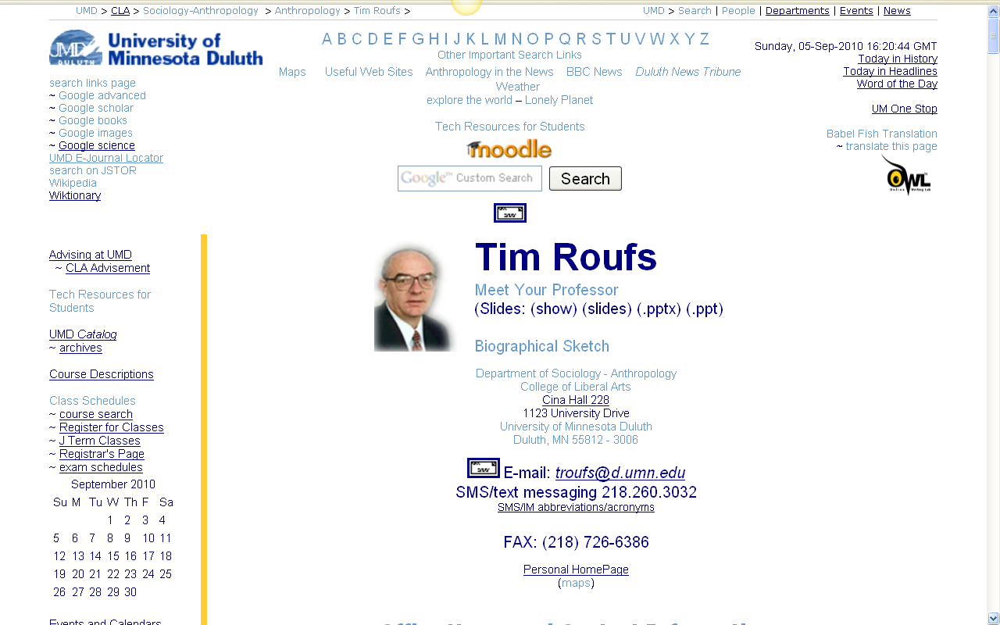 UMD > CLA > Sociology-Anthropology > Anthropology > Tim Roufs >
UMD > Search | People | Departments | Events | News
UMD
DULUTH
University of
Minnesota Duluth
A B C D E F G H I J K L M N O P Q R S T U V W X Y Z
Other Important Search Links
Maps Useful Web Sites Anthropology in the News BBC News Duluth News Tribune
Weather
explore the world – Lonely Planet
Tech Resources for Students
moodle
Google™ Custom Search Search
Sunday, 05-Sep-2010 16:20:44 GMT
Today in History
Today in Headlines
Word of the Day
UM One Stop
Babel Fish Translation
~ translate this page
OWL
Online Writing Lab
search links page
~ Google advanced
~ Google scholar
~ Google books
~ Google images
~ Google science
UMD E-Journal Locator
search on JSTOR
Wikipedia
Wiktionary
Advising at UMD
~ CLA Advisement
Tech Resources for
Students
UMD Catalog
~ archives
Course Descriptions
Class Schedules
~ course search
~ Register for Classes
~ J Term Classes
~ Registrar's Page
~ exam schedules
September 2010
Su M Tu W Th F Sa
1 2 3 4
5 6 7 8 9 10 11
12 13 14 15 16 17 18
19 20 21 22 23 24 25
26 27 28 29 30
Events and Calendars
Tim Roufs
Meet Your Professor
(Slides: (show) (slides) (.pptx) (.ppt)
Biographical Sketch
Department of Sociology - Anthropology
College of Liberal Arts
Cina Hall 228
1123 University Drive
University of Minnesota Duluth
Duluth, MN 55812 - 3006
E-mail: troufs@d.umn.edu
SMS/text messaging 218.260.3032
SMS/IM abbreviations/acronyms
FAX: (218) 726-6386
Personal HomePage
(maps)